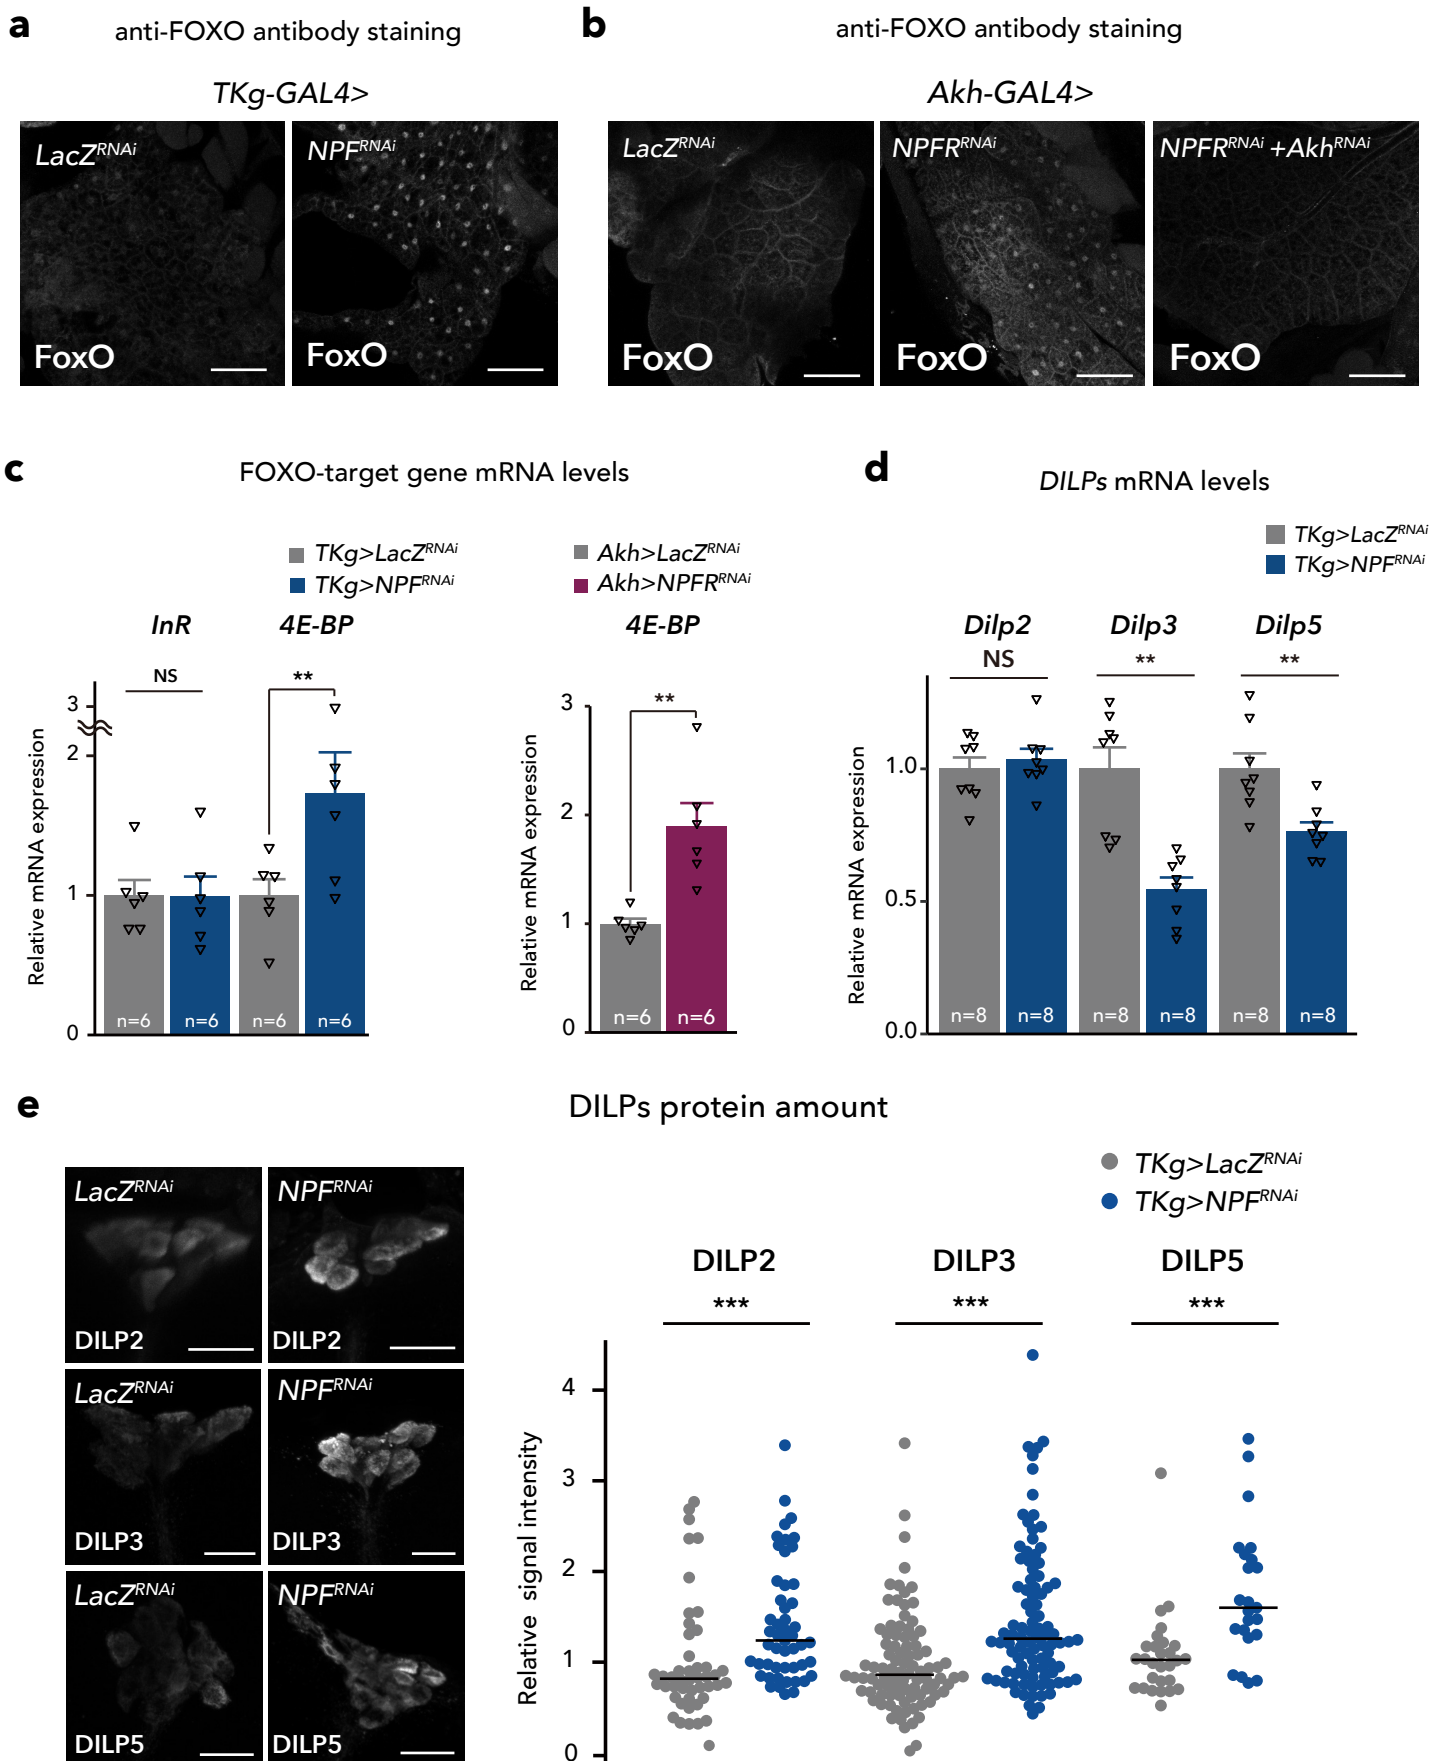 a
anti-FOXO antibody staining
TKg-GAL4>
LacZRNAi
NPFRNAi
FoxO
FoxO
b
anti-FOXO antibody staining
Akh-GAL4>
LacZRNAi
NPFRRNAi
NPFRRNAi +AkhRNAi
FoxO
FoxO
FoxO
c
FOXO-target gene mRNA levels
TKg>LacZRNAi
TKg>NPFRNAi
Akh>LacZRNAi
Akh>NPFRRNAi
InR
4E-BP
4E-BP
NS
**
**
Relative mRNA expression
3
2
1
0
n=6
n=6
n=6
n=6
Relative mRNA expression
3
2
1
0
n=6
n=6
d
DILPs mRNA levels
TKg>LacZRNAi
TKg>NPFRNAi
Dilp2
Dilp3
Dilp5
NS
**
**
Relative mRNA expression
1.0
0.5
0.0
n=8
n=8
n=8
n=8
n=8
n=8
e
DILPs protein amount
LacZRNAi
NPFRNAi
DILP2
DILP2
LacZRNAi
NPFRNAi
DILP3
DILP3
LacZRNAi
NPFRNAi
DILP5
DILP5
TKg>LacZRNAi
TKg>NPFRNAi
DILP2
DILP3
DILP5
***
***
***
Relative signal intensity
4
3
2
1
0